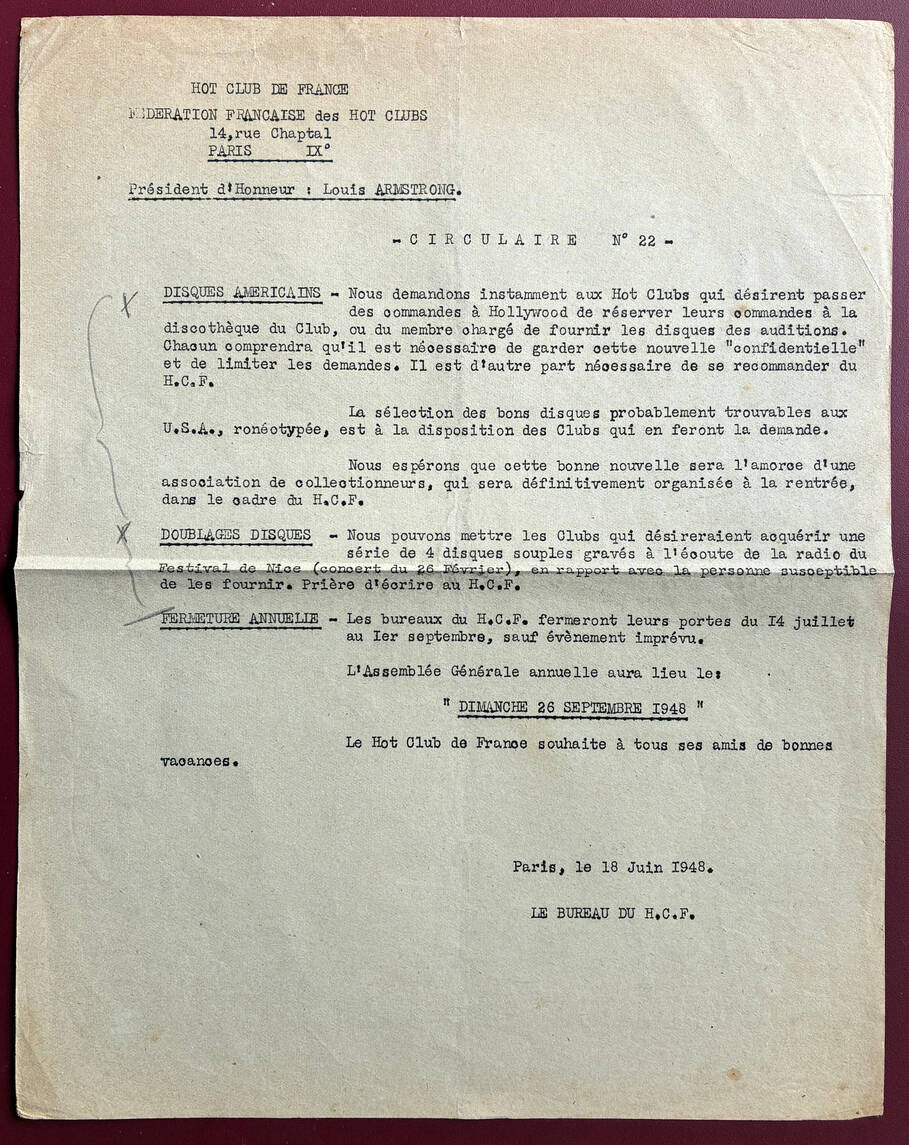 HOT CLUB DE FRANCE
FEDERATION FRANCAISE des HOT CLUBS
14,rue Chaptal
PARIS IX°
Président d'Honneur : Louis ARMSTRONG.
- C I R C U L A I R E N° 22 -
DISQUES AMERICAINS - Nous demandons instamment aux Hot Clubs qui désirent passer
des commandes à Hollywood de réserver leurs commandes à la
discothèque du Club, ou du membre chargé de fournir les disques des auditions.
Chacun comprendra qu'il est nécessaire de garder cette nouvelle "confidentielle"
et de limiter les demandes. Il est d'autre part nécessaire de se recommander du
H.C.F.
La sélection des bons disques probablement trouvables aux
U.S.A., ronéotypée, est à la disposition des Clubs qui en feront la demande.
Nous espérons que cette bonne nouvelle sera l'amorce d'une
association de collectionneurs, qui sera définitivement organisée à la rentrée,
dans le cadre du H.C.F.
DOUBLAGES DISQUES - Nous pouvons mettre les Clubs qui désireraient acquérir une
série de 4 disques souples gravés à l'écoute de la radio du
Festival de Nice (concert du 26 Février), en rapport avec la personne susceptible
de les fournir. Prière d'écrire au H.C.F.
FERMETURE ANNUELLE - Les bureaux du H.C.F. fermeront leurs portes du I4 juillet
au Ier septembre, sauf évènement imprévu.
L'Assemblée Générale annuelle aura lieu le:
" DIMANCHE 26 SEPTEMBRE I948 "
Le Hot Club de France souhaite à tous ses amis de bonnes
vacances.
Paris, le 18 Juin 1948.
LE BUREAU DU H.C.F.